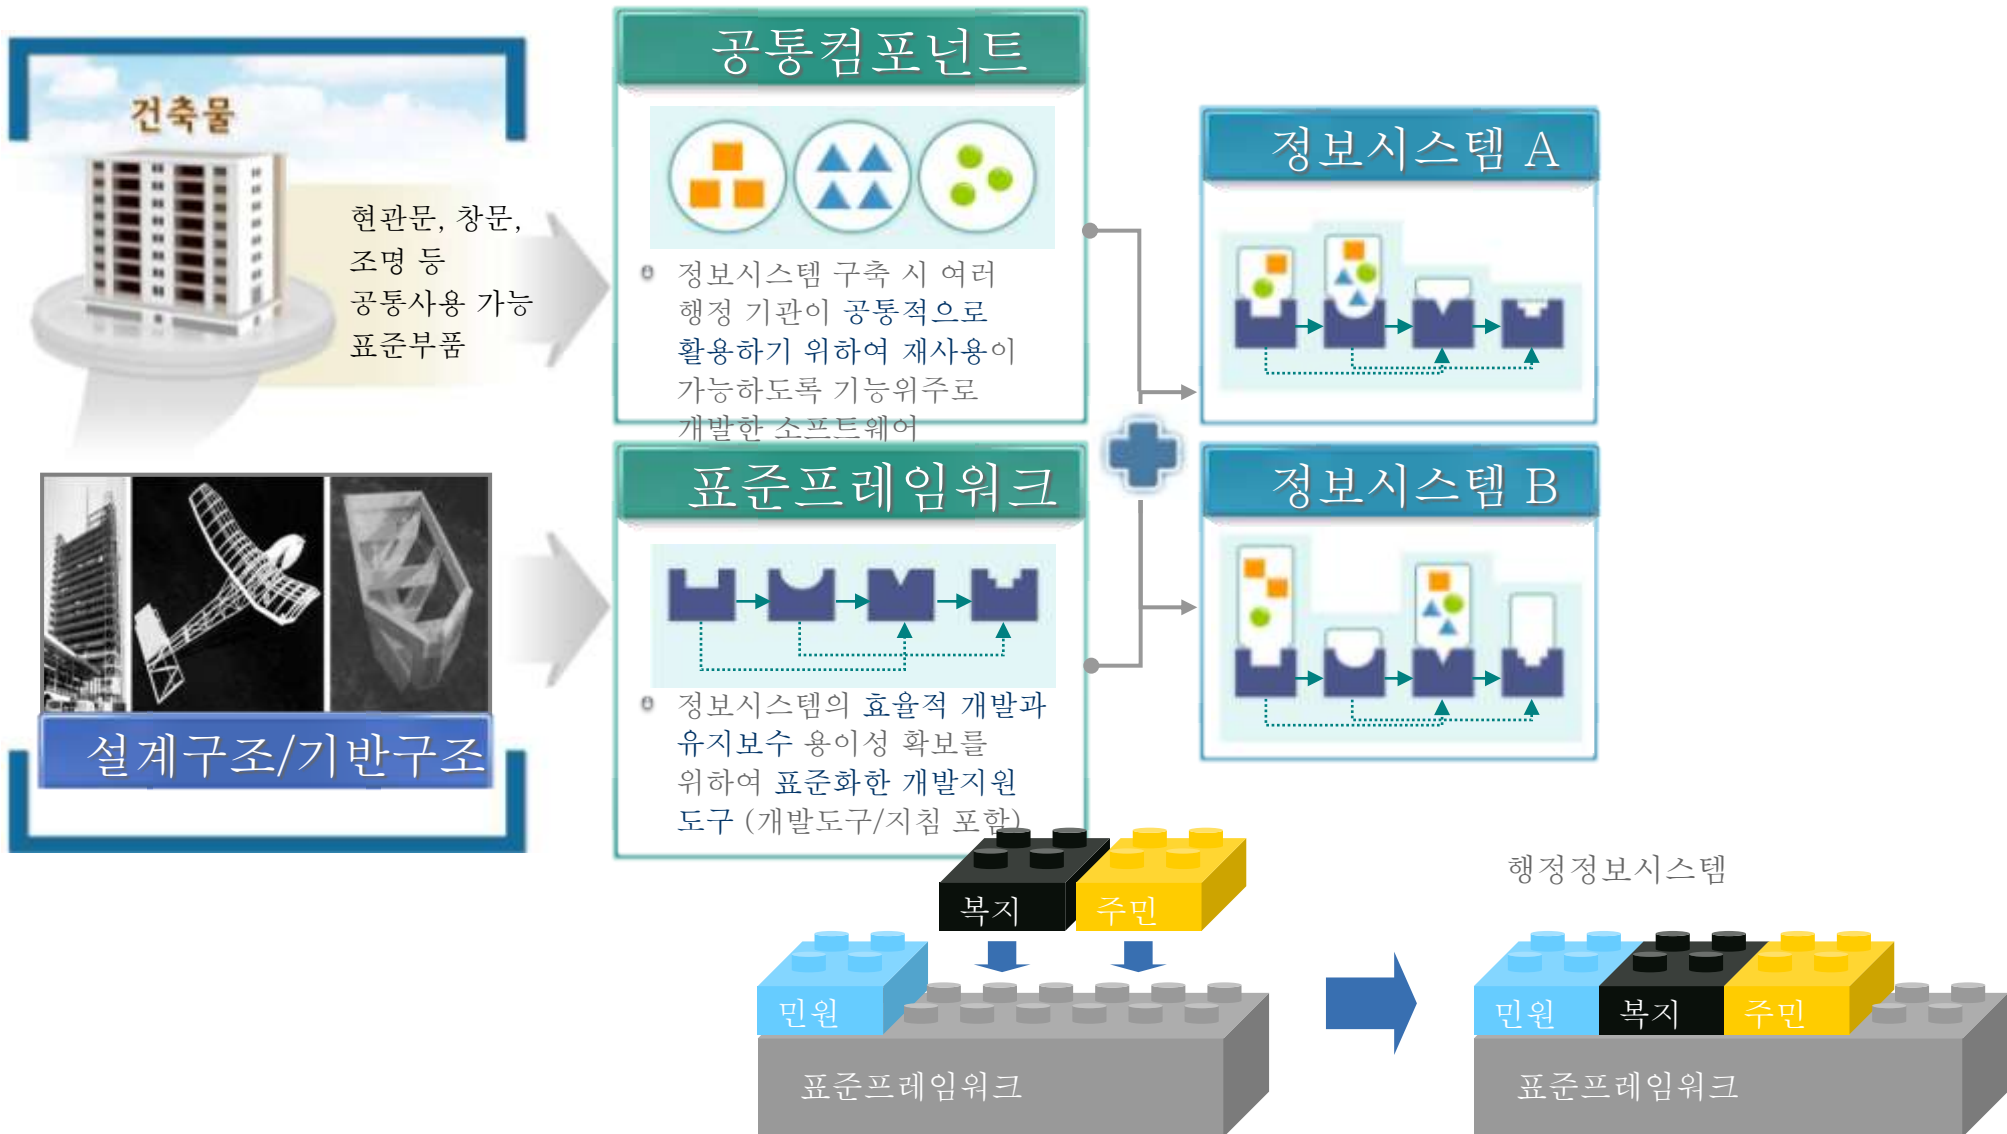 건축물
현관문, 창문,
조명 등
공통사용 가능
표준부품
설계구조/기반구조
공통컴포넌트
정보시스템 구축 시 여러
행정 기관이 공통적으로
활용하기 위하여 재사용이
가능하도록 기능위주로
개발한 소프트웨어
표준프레임워크
정보시스템의 효율적 개발과
유지보수 용이성 확보를
위하여 표준화한 개발지원
도구 (개발도구/지침 포함)
정보시스템 A
정보시스템 B
복지
주민
민원
표준프레임워크
행정정보시스템
민원
복지
주민
표준프레임워크